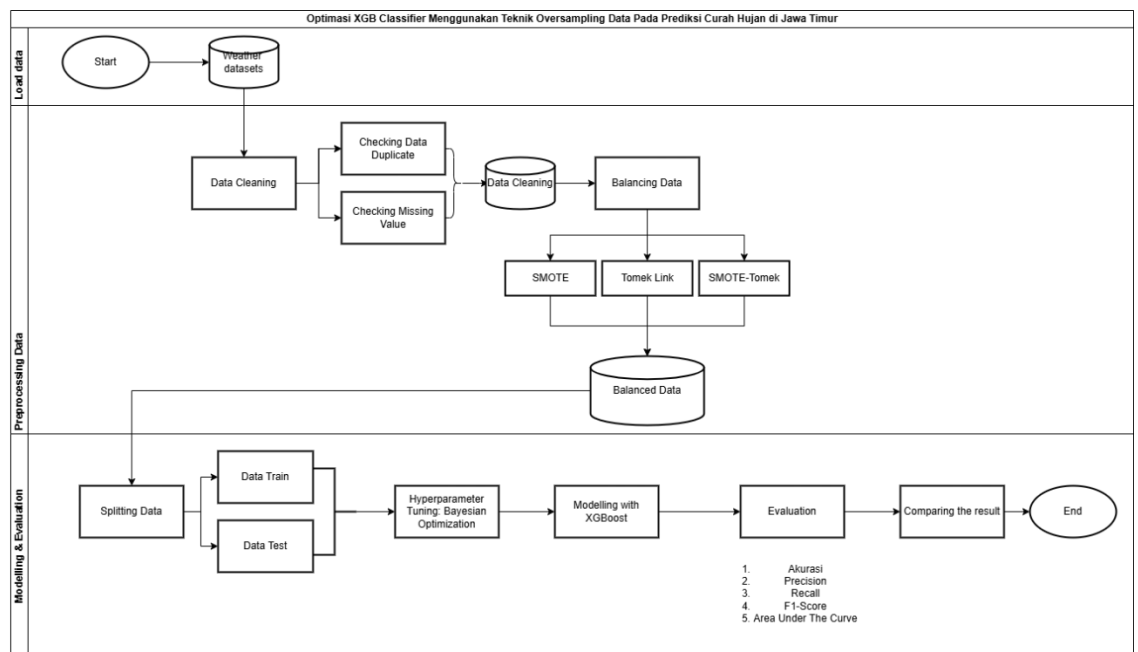 Optimasi XGB Classifier Menggunakan Teknik Oversampling Data Pada Prediksi Curah Hujan di Jawa Timur
Load data
Start
Weather
datasets
Preprocessing Data
Data Cleaning
Checking Data
Duplicate
Checking Missing
Value
Data Cleaning
Balancing Data
SMOTE
Tomek Link
SMOTE-Tomek
Balanced Data
Modelling & Evaluation
Splitting Data
Data Train
Data Test
Hyperparameter
Tuning: Bayesian
Optimization
Modelling with
XGBoost
Evaluation
Comparing the result
End
1. Akurasi
2. Precision
3. Recall
4. F1-Score
5. Area Under The Curve